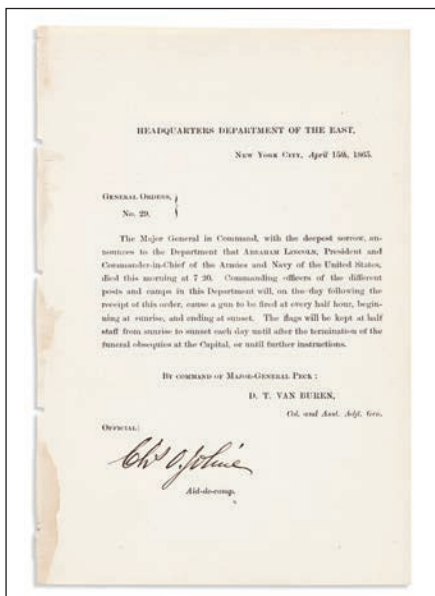 HEADQUARTERS DEPARTMENT OF THE EAST,
NEW YORK CITY, April 15th, 1865.
GENERAL ORDERS,
No. 29.
The Major General in Command, with the deepest sorrow, an-
nounces to the Department that ABRAHAM LINCOLN, President and
Commander-in-Chief of the Armies and Navy of the United States,
died this morning at 7 20. Commanding officers of the different
posts and camps in this Department will, on the day following the
receipt of this order, cause a gun to be fired at every half hour, begin-
ning at sunrise, and ending at sunset. The flags will be kept at half
staff from sunrise to sunset each day until after the termination of the
funeral obsequies at the Capital, or until further instructions.
BY COMMAND OF MAJOR-GENERAL PECK :
D. T. VAN BUREN,
Col. and Asst. Adjt. Gen.
OFFICIAL:
Aid-de-camp.